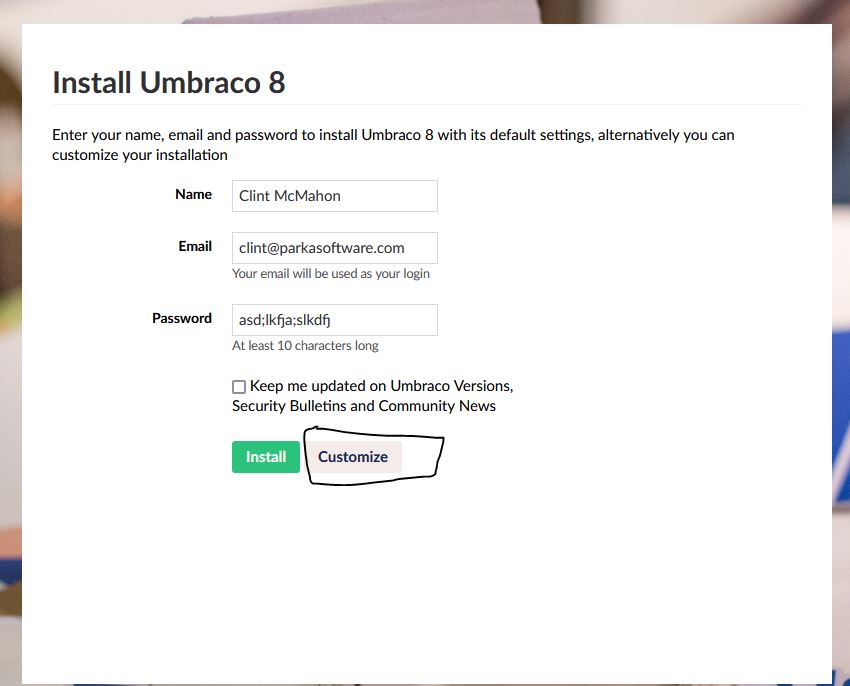 Install Umbraco 8
Enter your name, email and password to install Umbraco 8 with its default settings, alternatively you can
customize your installation
Name
Clint McMahon
Email
clint@parkasoftware.com
Your email will be used as your login
Password
asd;lkfja;slkdfj
At least 10 characters long
Keep me updated on Umbraco Versions,
Security Bulletins and Community News
Install
Customize